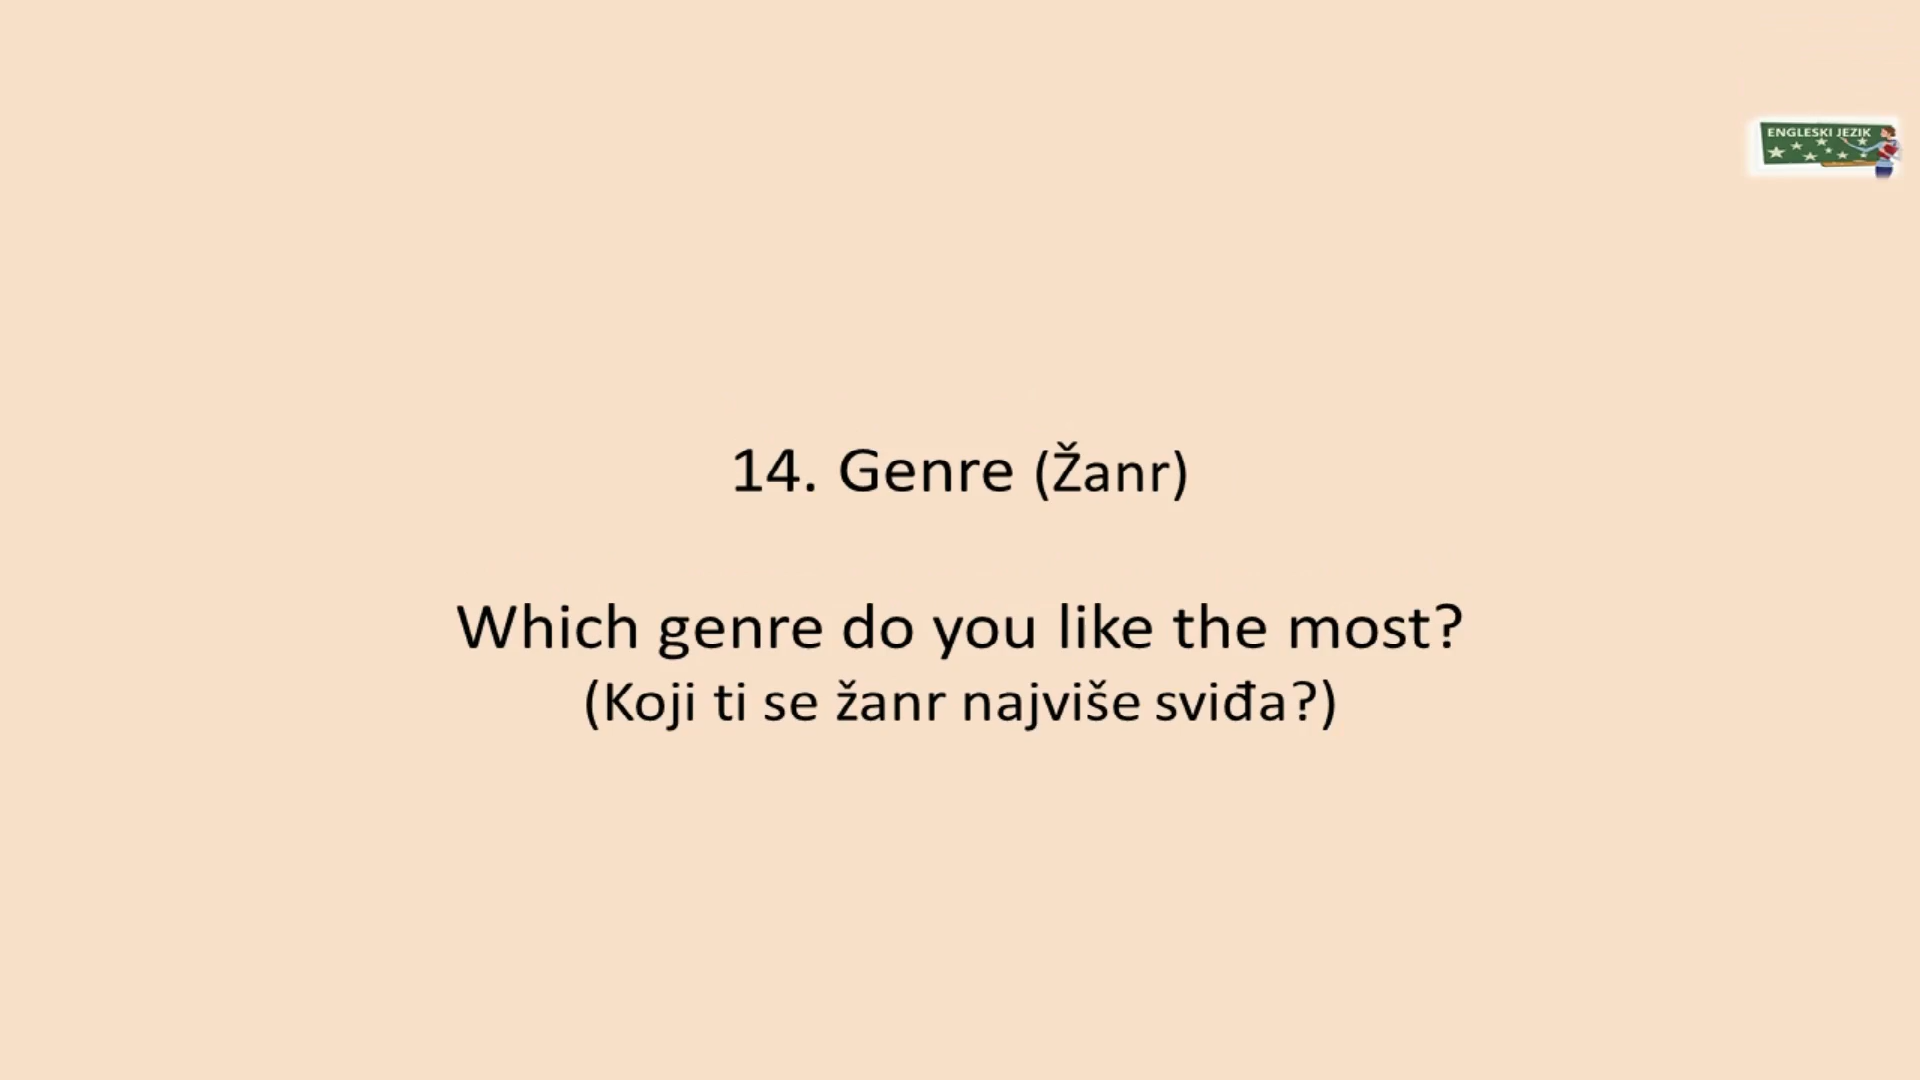 ENGLESKI JEZIK
14. Genre (Žanr)
Which genre do you like the most?
(Koji ti se žanr najviše sviđa?)